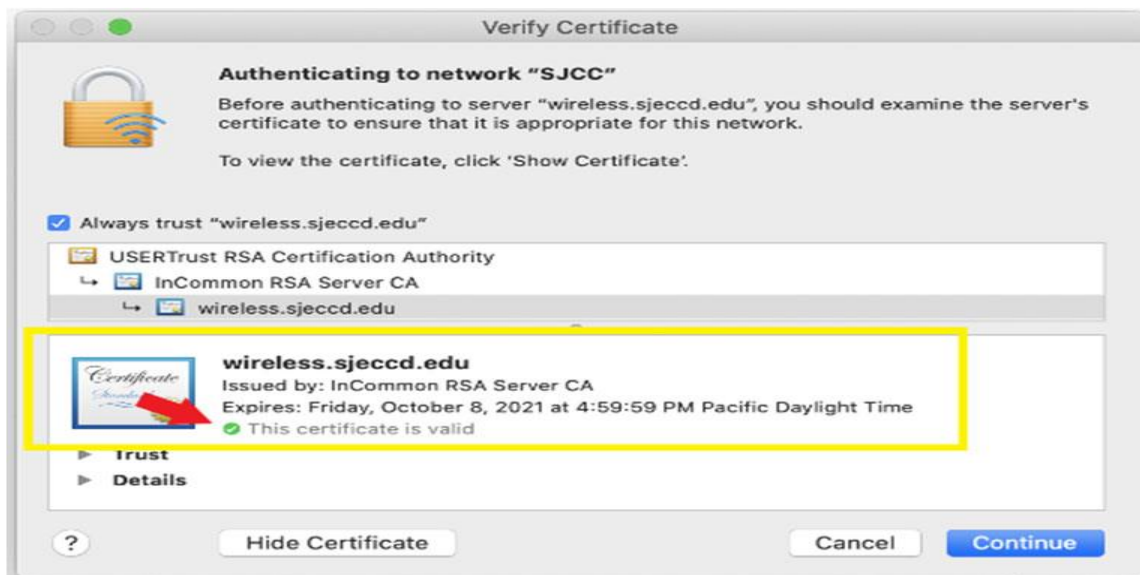 Verify Certificate
Authenticating to network “SJCC”
Before authenticating to server “wireless.sjeccd.edu”, you should examine the server's
certificate to ensure that it is appropriate for this network.
To view the certificate, click ‘Show Certificate’.
Always trust “wireless.sjeccd.edu”
USERTrust RSA Certification Authority
InCommon RSA Server CA
wireless.sjeccd.edu
Certificate
wireless.sjeccd.edu
Issued by: InCommon RSA Server CA
Expires: Friday, October 8, 2021 at 4:59:59 PM Pacific Daylight Time
This certificate is valid
Trust
Details
?
Hide Certificate
Cancel
Continue